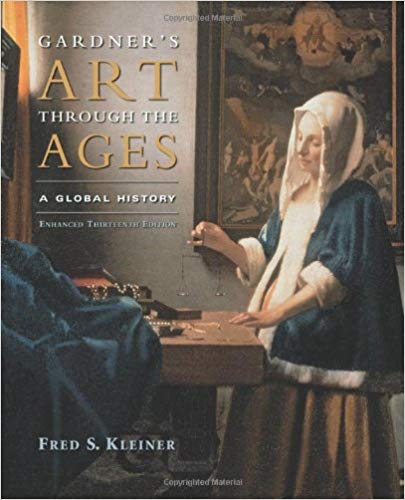 GARDNER'S
ART
THROUGH THE
AGES
A GLOBAL HISTORY
ENHANCED THIRTEENTH EDITION
FRED S. KLEINER